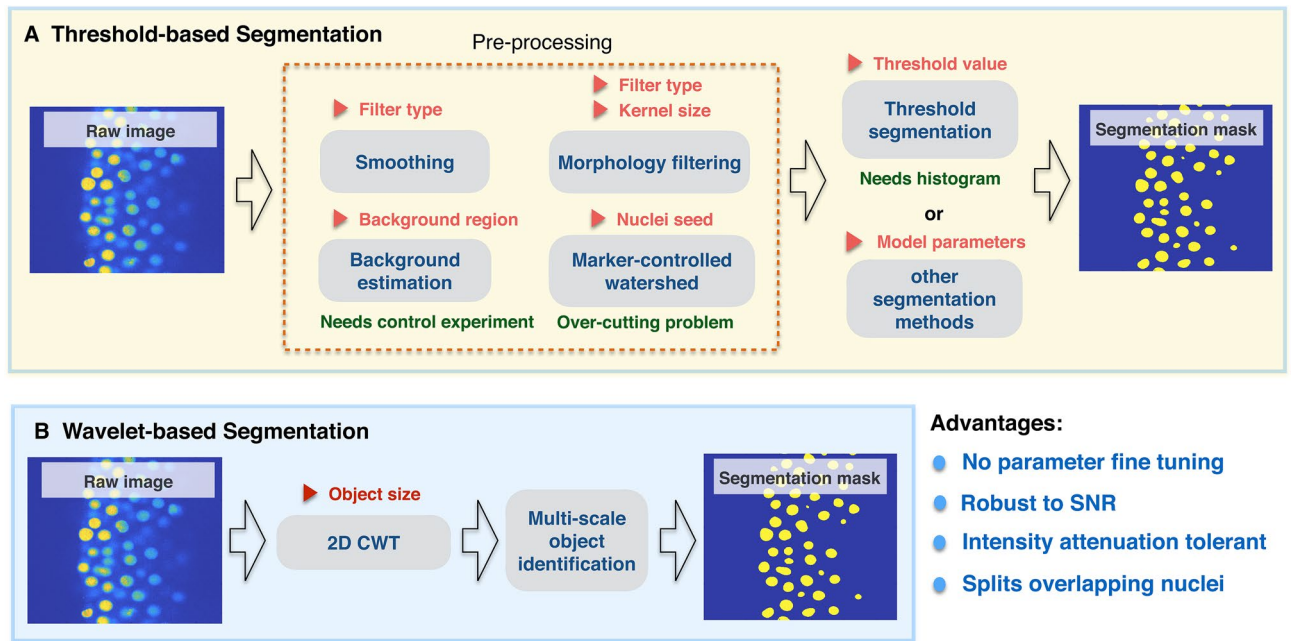 A Threshold-based Segmentation
Pre-processing
Raw image
Filter type
Smoothing
Background region
Background
estimation
Needs control experiment
Filter type
Kernel size
Morphology filtering
Nuclei seed
Marker-controlled
watershed
Over-cutting problem
Threshold value
Threshold
segmentation
Needs histogram
or
Model parameters
other
segmentation
methods
Segmentation mask
B Wavelet-based Segmentation
Raw image
Object size
2D CWT
Multi-scale
object
identification
Segmentation mask
Advantages:
No parameter fine tuning
Robust to SNR
Intensity attenuation tolerant
Splits overlapping nuclei